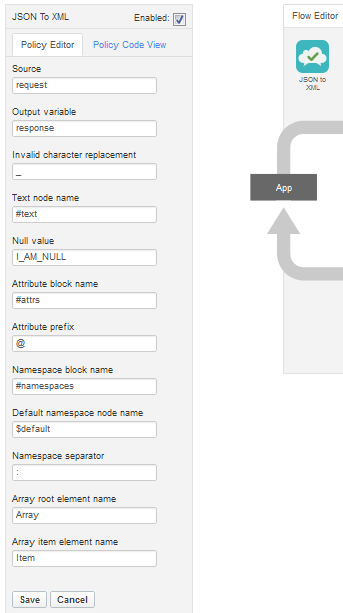 JSON To XML
Enabled:
Policy Editor
Policy Code View
Source
request
Output variable
response
Invalid character replacement
_
Text node name
#text
Null value
I_AM_NULL
Attribute block name
#attrs
Attribute prefix
@
Namespace block name
#namespaces
Default namespace node name
$default
Namespace separator
:
Array root element name
Array
Array item element name
Item
Save
Cancel
Flow Editor
JSON to
XML
App